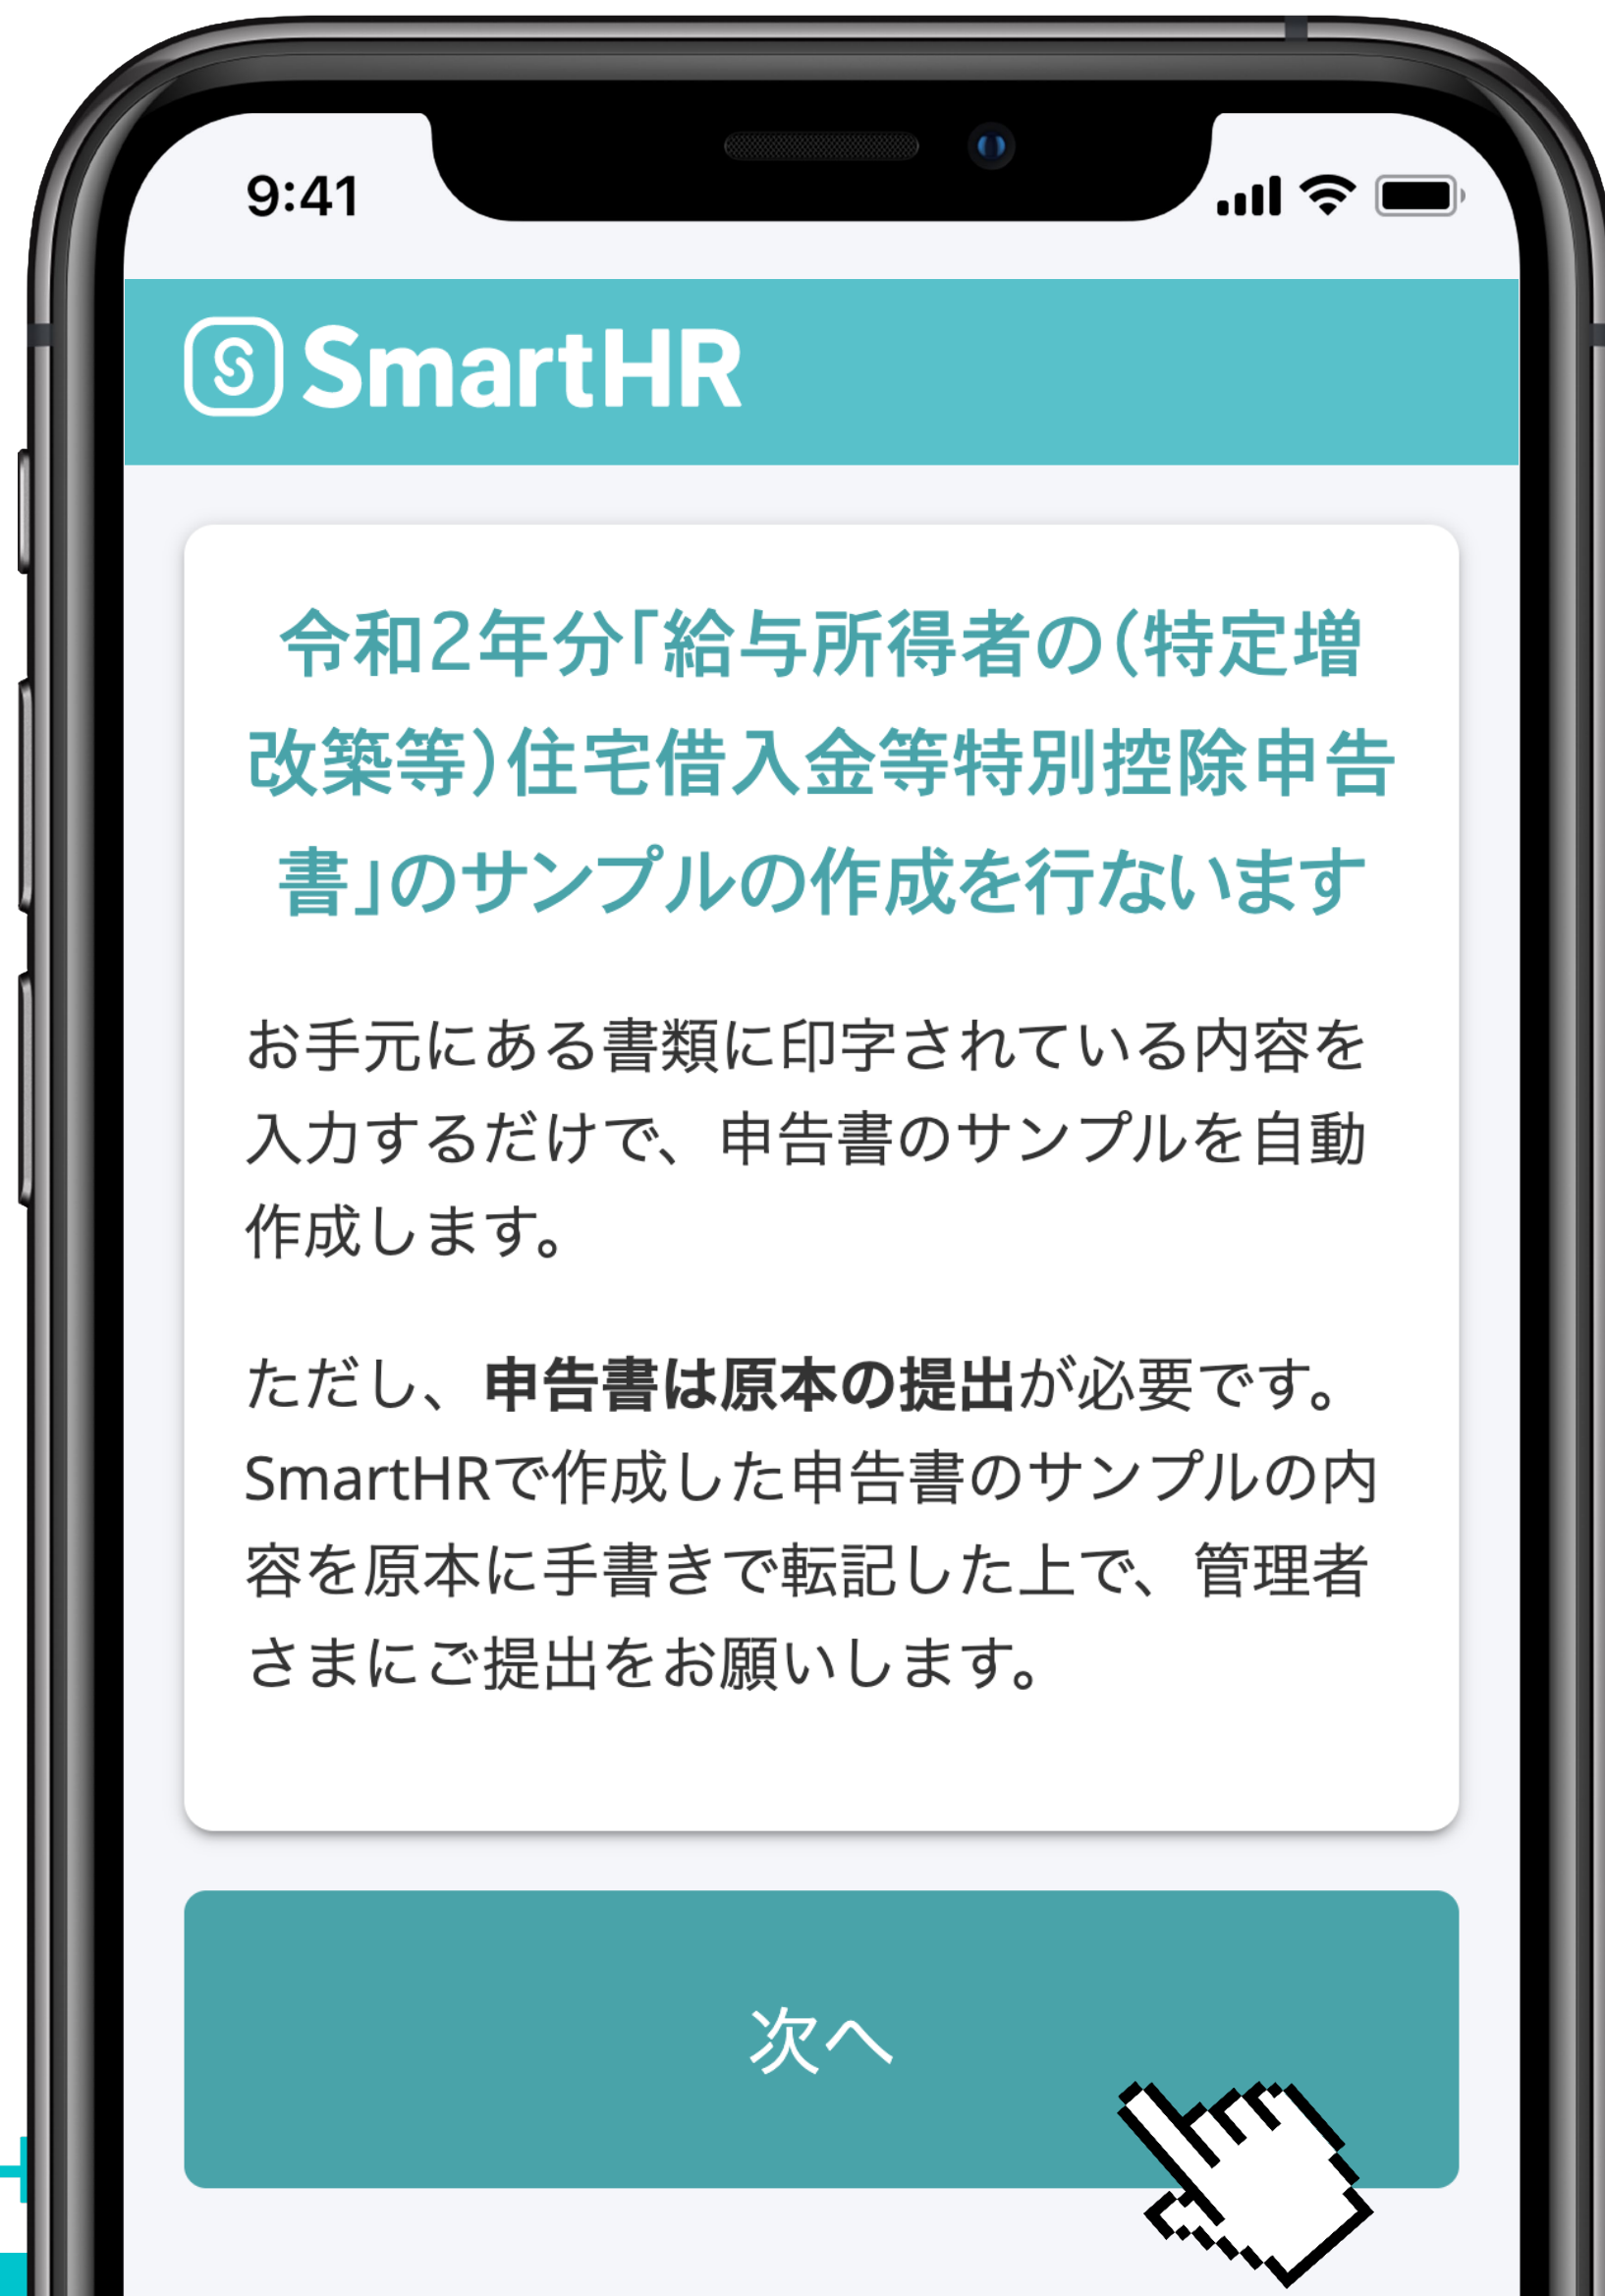 9:41
SmartHR
令和2年分「給与所得者の(特定増
改築等)住宅借入金等特別控除申告
書」のサンプルの作成を行ないます
お手元にある書類に印字されている内容を
入力するだけで、申告書のサンプルを自動
作成します。
ただし、申告書は原本の提出が必要です。
SmartHRで作成した申告書のサンプルの内
容を原本に手書きで転記した上で、管理者
さまにご提出をお願いします。
次へ